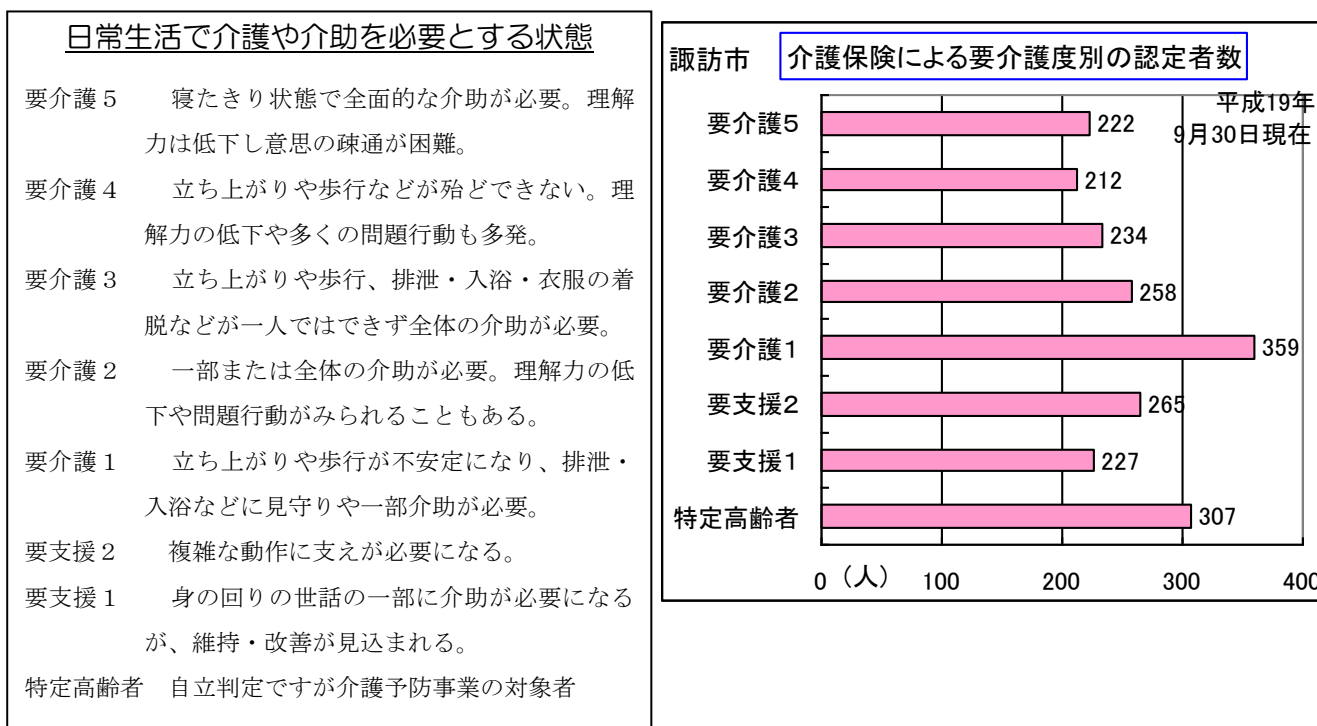 日常生活で介護や介助を必要とする状態
要介護５　寝たきり状態で全面的な介助が必要。理解
力は低下し意思の疎通が困難。
要介護４　立ち上がりや歩行などが殆どできない。理
解力の低下や多くの問題行動も多発。
要介護３　立ち上がりや歩行、排泄・入浴・衣服の着
脱などが一人ではできず全体の介助が必要。
要介護２　一部または全体の介助が必要。理解力の低
下や問題行動がみられることもある。
要介護１　立ち上がりや歩行が不安定になり、排泄・
入浴などに見守りや一部介助が必要。
要支援２　複雑な動作に支えが必要になる。
要支援１　身の回りの世話の一部に介助が必要になる
が、維持・改善が見込まれる。
特定高齢者　自立判定ですが介護予防事業の対象者
諏訪市　介護保険による要介護度別の認定者数
平成19年
9月30日現在
要介護5　222
要介護4　212
要介護3　234
要介護2　258
要介護1　359
要支援2　265
要支援1　227
特定高齢者　307
0（人）　100　200　300　400